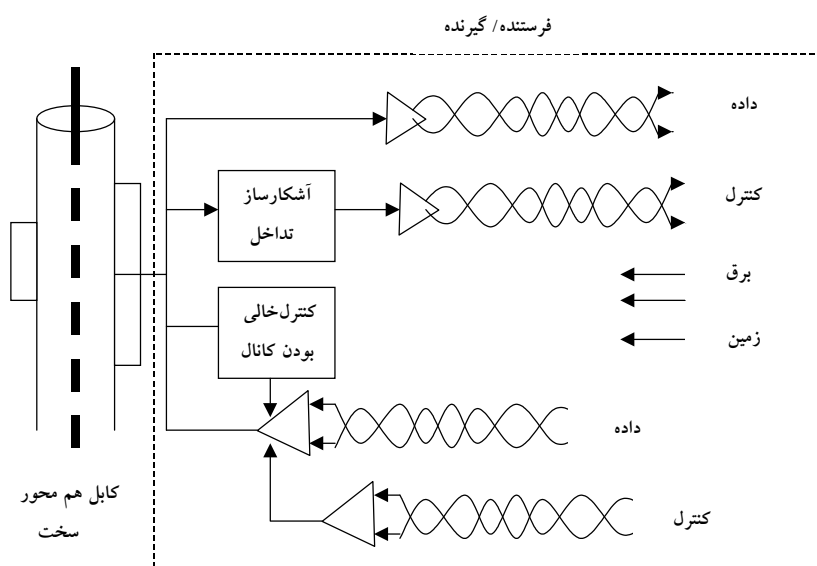 فرستنده/ گیرنده
داده
کنترل
آشکارساز
تداخل
برق
زمین
کنترل‌خالی
بودن کانال
داده
کنترل
کابل هم محور
سخت